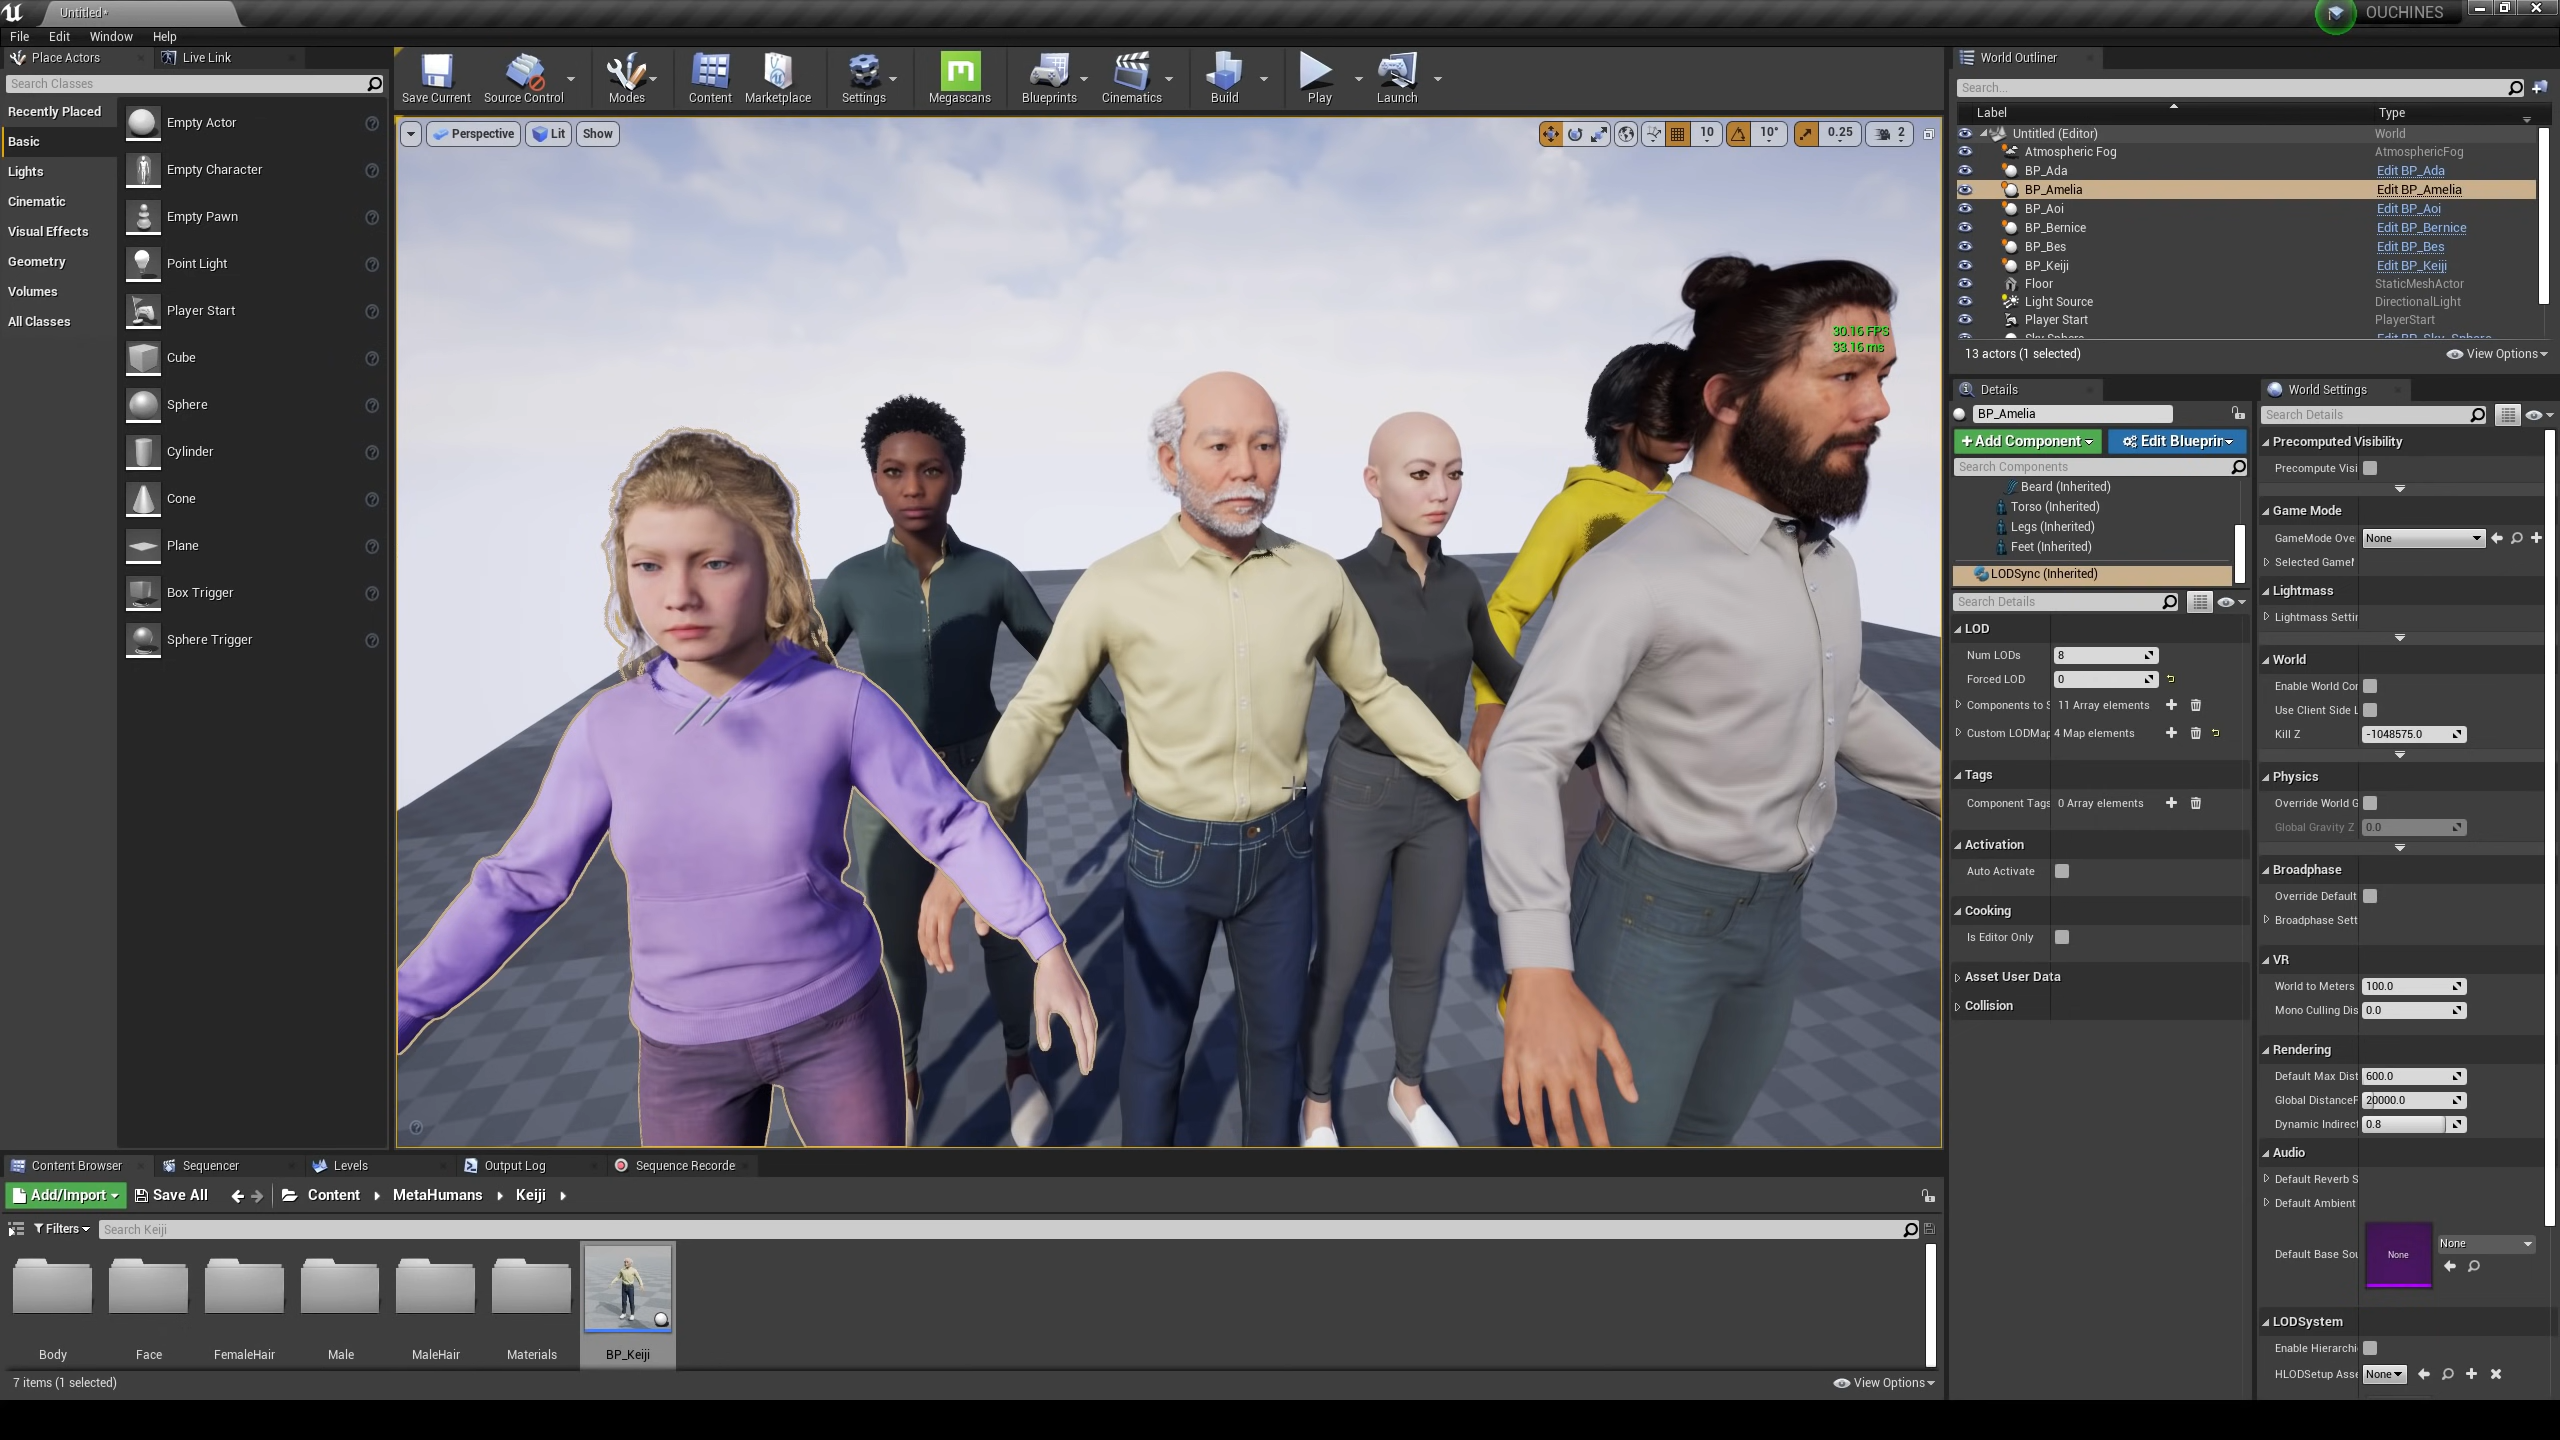 Untitled*
OUCHINES
File Edit Window Help
Place Actors
Live Link
Search Classes
Recently Placed
Basic
Lights
Cinematic
Visual Effects
Geometry
Volumes
All Classes
Empty Actor
Empty Character
Empty Pawn
Point Light
Player Start
Cube
Sphere
Cylinder
Cone
Plane
Box Trigger
Sphere Trigger
Save Current
Source Control
Modes
Content
Marketplace
Settings
Megascans
Blueprints
Cinematics
Build
Play
Launch
Perspective
Lit
Show
10
10°
0.25
2
30.16 FPS
33.16 ms
World Outliner
Search...
Label Type
Untitled (Editor) World
Atmospheric Fog AtmosphericFog
BP_Ada Edit BP_Ada
BP_Amelia Edit BP_Amelia
BP_Aoi Edit BP_Aoi
BP_Bernice Edit BP_Bernice
BP_Bes Edit BP_Bes
BP_Keiji Edit BP_Keiji
Floor StaticMeshActor
Light Source DirectionalLight
Player Start PlayerStart
Sky Sphere Edit BP_Sky_Sphere
13 actors (1 selected)
View Options
Details
BP_Amelia
+Add Component
Edit Blueprin
Search Components
Beard (Inherited)
Torso (Inherited)
Legs (Inherited)
Feet (Inherited)
LODSync (Inherited)
Search Details
LOD
Num LODs 8
Forced LOD 0
Components to S 11 Array elements
Custom LODMap 4 Map elements
Tags
Component Tags 0 Array elements
Activation
Auto Activate
Cooking
Is Editor Only
Asset User Data
Collision
World Settings
Search Details
Precomputed Visibility
Precompute Visi
Game Mode
GameMode Ove None
Selected GameM
Lightmass
Lightmass Settin
World
Enable World Cor
Use Client Side L
Kill Z -1048575.0
Physics
Override World G
Global Gravity Z 0.0
Broadphase
Override Default
Broadphase Sett
VR
World to Meters 100.0
Mono Culling Dis 0.0
Rendering
Default Max Dist 600.0
Global DistanceF 20000.0
Dynamic Indirect 0.8
Audio
Default Reverb S
Default Ambient
Default Base Sou None None
LODSystem
Enable Hierarchi
HLODSetup Asse None
Content Browser
Sequencer
Levels
Output Log
Sequence Recorde
Add/Import
Save All
Content
MetaHumans
Keiji
Filters
Search Keiji
Body
Face
FemaleHair
Male
MaleHair
Materials
BP_Keiji
7 items (1 selected)
View Options